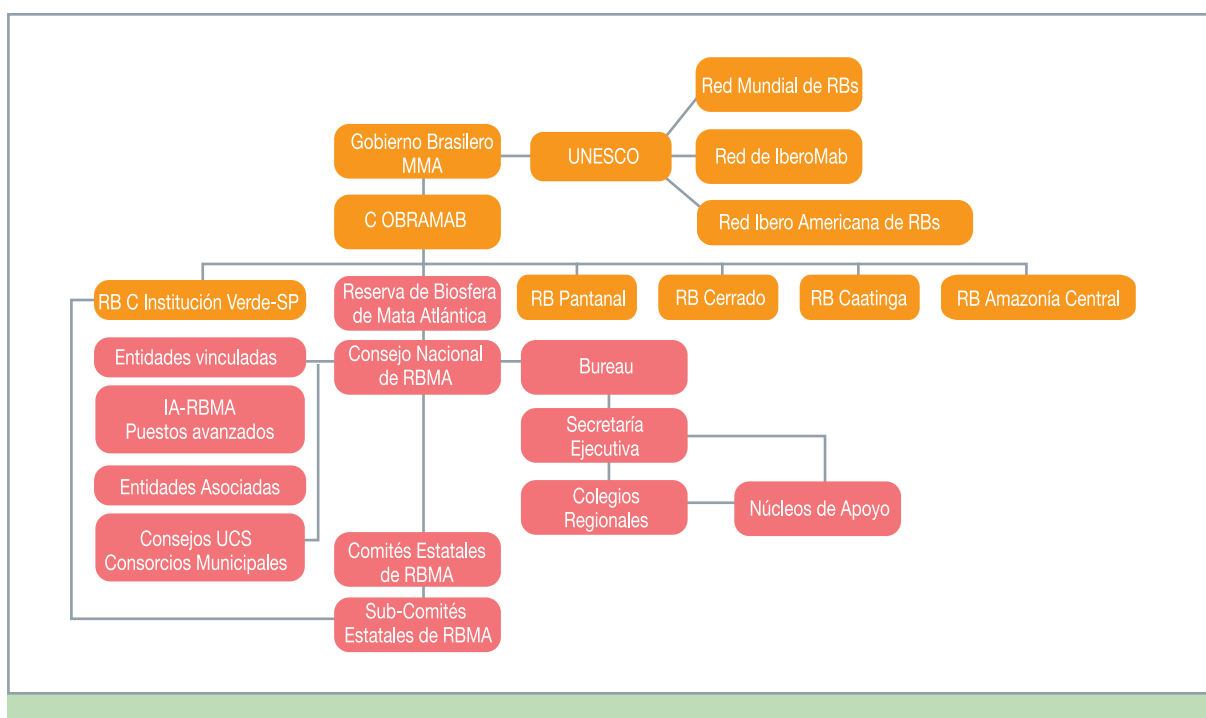 Red Mundial de RBs
Gobierno Brasilero
MMA
UNESCO
Red de IberoMab
C OBRAMAB
Red Ibero Americana de RBs
RB C Institución Verde-SP
Reserva de Biosfera
de Mata Atlántica
RB Pantanal
RB Cerrado
RB Caatinga
RB Amazonía Central
Entidades vinculadas
Consejo Nacional
de RBMA
Bureau
IA-RBMA
Puestos avanzados
Secretaría
Ejecutiva
Entidades Asociadas
Colegios
Regionales
Núcleos de Apoyo
Consejos UCS
Consorcios Municipales
Comités Estatales
de RBMA
Sub-Comités
Estatales de RBMA